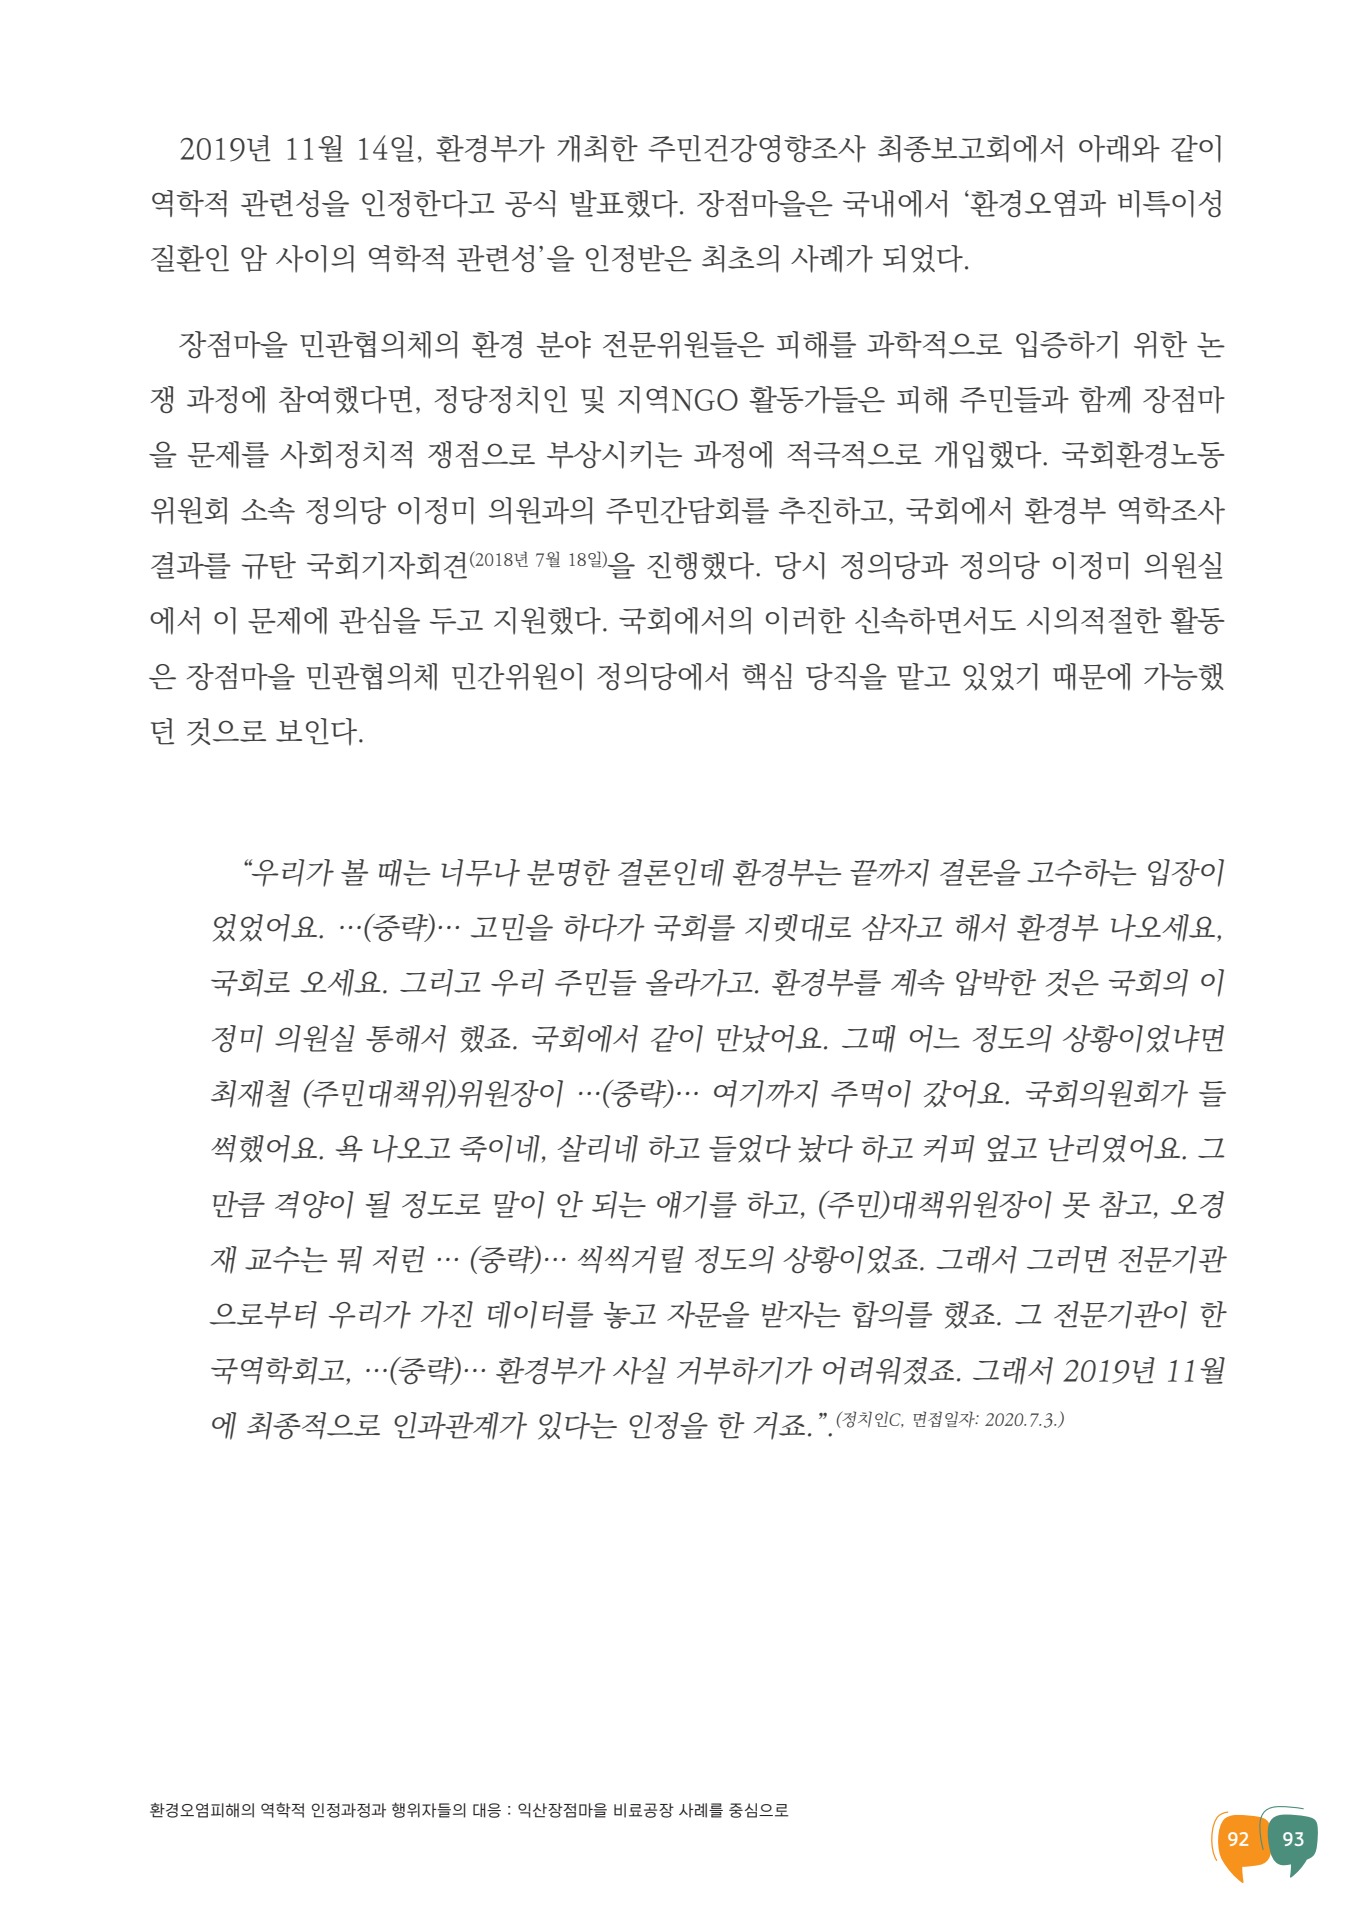 2019년 11월 14일, 환경부가 개최한 주민건강영향조사 최종보고회에서 아래와 같이
역학적 관련성을 인정한다고 공식 발표했다. 장점마을은 국내에서 ‘환경오염과 비특이성
질환인 암 사이의 역학적 관련성’을 인정받은 최초의 사례가 되었다.
장점마을 민관협의체의 환경 분야 전문위원들은 피해를 과학적으로 입증하기 위한 논
쟁 과정에 참여했다면, 정당정치인 및 지역NGO 활동가들은 피해 주민들과 함께 장점마
을 문제를 사회정치적 쟁점으로 부상시키는 과정에 적극적으로 개입했다. 국회환경노동
위원회 소속 정의당 이정미 의원과의 주민간담회를 추진하고, 국회에서 환경부 역학조사
결과를 규탄 국회기자회견(2018년 7월 18일)을 진행했다. 당시 정의당과 정의당 이정미 의원실
에서 이 문제에 관심을 두고 지원했다. 국회에서의 이러한 신속하면서도 시의적절한 활동
은 장점마을 민관협의체 민간위원이 정의당에서 핵심 당직을 맡고 있었기 때문에 가능했
던 것으로 보인다.
“우리가 볼 때는 너무나 분명한 결론인데 환경부는 끝까지 결론을 고수하는 입장이
었었어요. …(중략)… 고민을 하다가 국회를 지렛대로 삼자고 해서 환경부 나오세요,
국회로 오세요. 그리고 우리 주민들 올라가고. 환경부를 계속 압박한 것은 국회의 이
정미 의원실 통해서 했죠. 국회에서 같이 만났어요. 그때 어느 정도의 상황이었냐면
최재철 (주민대책위)위원장이 …(중략)… 여기까지 주먹이 갔어요. 국회의원회가 들
썩했어요. 욕 나오고 죽이네, 살리네 하고 들었다 놨다 하고 커피 엎고 난리였어요. 그
만큼 격양이 될 정도로 말이 안 되는 얘기를 하고, (주민)대책위원장이 못 참고, 오경
재 교수는 뭐 저런 … (중략)… 씩씩거릴 정도의 상황이었죠. 그래서 그러면 전문기관
으로부터 우리가 가진 데이터를 놓고 자문을 받자는 합의를 했죠. 그 전문기관이 한
국역학회고, …(중략)… 환경부가 사실 거부하기가 어려워졌죠. 그래서 2019년 11월
에 최종적으로 인과관계가 있다는 인정을 한 거죠.”.(정치인C, 면접일자: 2020.7.3.)
환경오염피해의 역학적 인정과정과 행위자들의 대응 : 익산장점마을 비료공장 사례를 중심으로
92 93